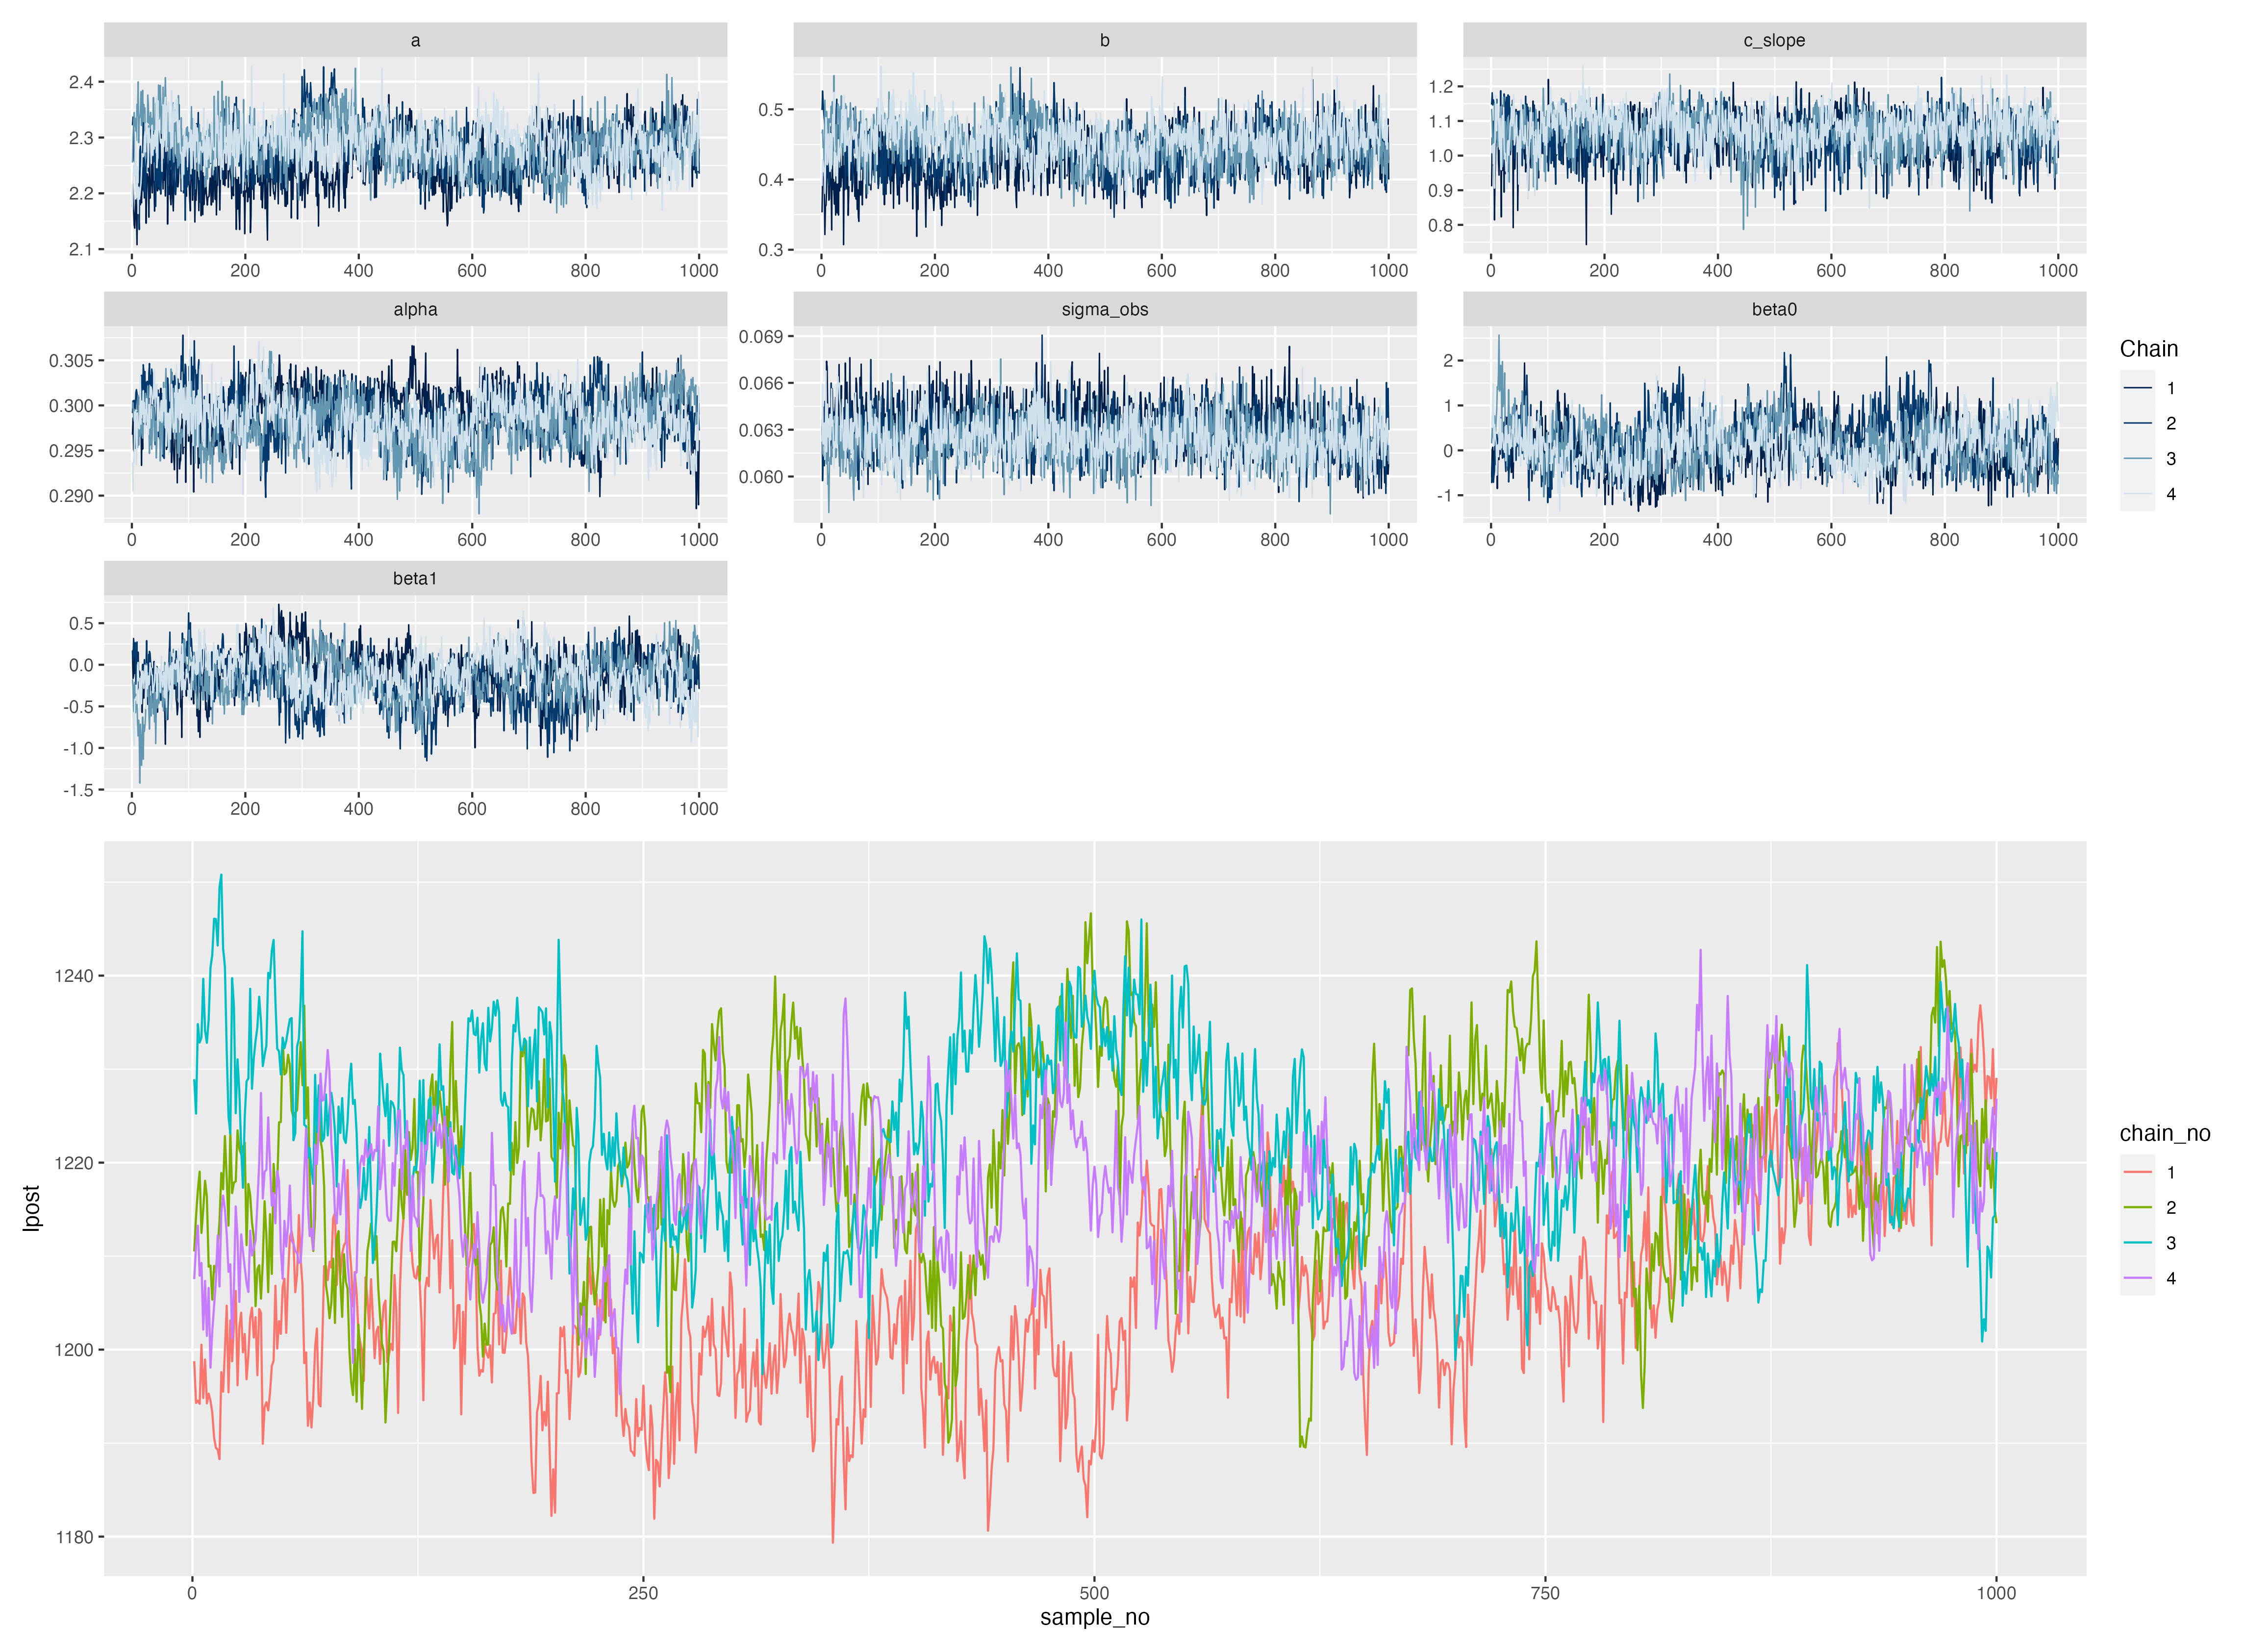 a
2.4
2.3
2.2
2.1
0 200 400 600 800 1000
b
0.5
0.4
0.3
0 200 400 600 800 1000
c_slope
1.2
1.1
1.0
0.9
0.8
0 200 400 600 800 1000
alpha
0.305
0.300
0.295
0.290
0 200 400 600 800 1000
sigma_obs
0.069
0.066
0.063
0.060
0 200 400 600 800 1000
beta0
2
1
0
-1
0 200 400 600 800 1000
Chain
1
2
3
4
beta1
0.5
0.0
-0.5
-1.0
-1.5
0 200 400 600 800 1000
lpost
1240
1220
1200
1180
0 250 500 750 1000
sample_no
chain_no
1
2
3
4